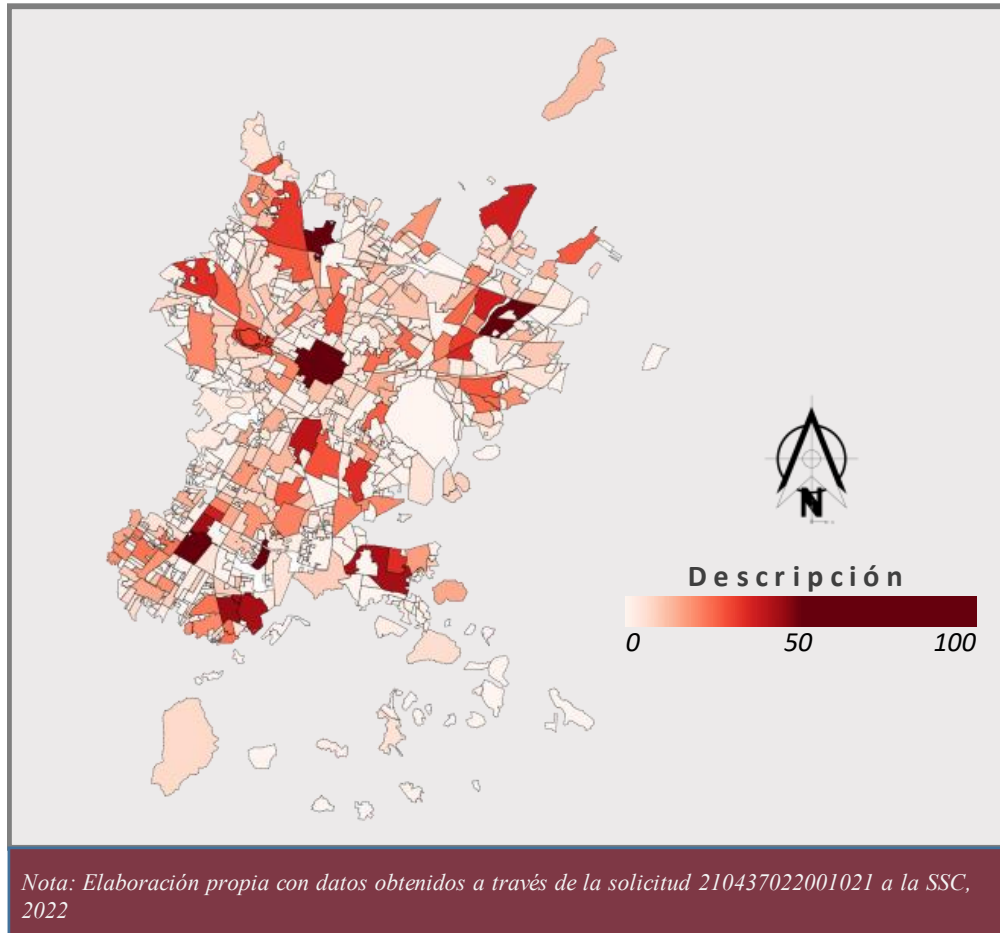 N
Descripción
0 50 100
Nota: Elaboración propia con datos obtenidos a través de la solicitud 210437022001021 a la SSC,
2022